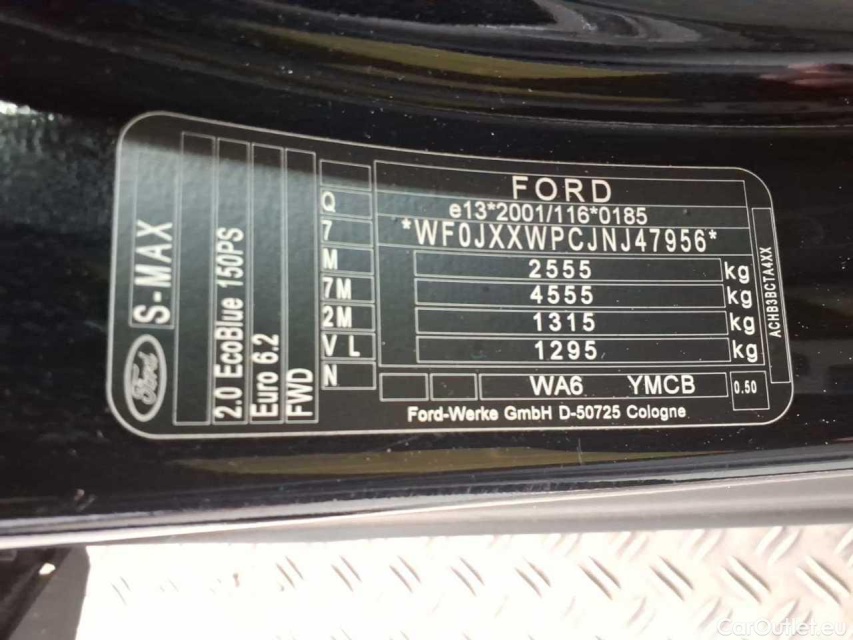 FORD
e13*2001/116*0185
*WF0JXXWPCJNJ47956*
2555 kg
4555 kg
1315 kg
1295 kg
WA6 YMCB 0.50
Ford-Werke GmbH D-50725 Cologne
Ford S-MAX
2.0 EcoBlue 150PS
Euro 6.2
FWD
Q
7
M
7M
2M
V L
N
ACHB3BCTA4XX
CarOutlet.eu